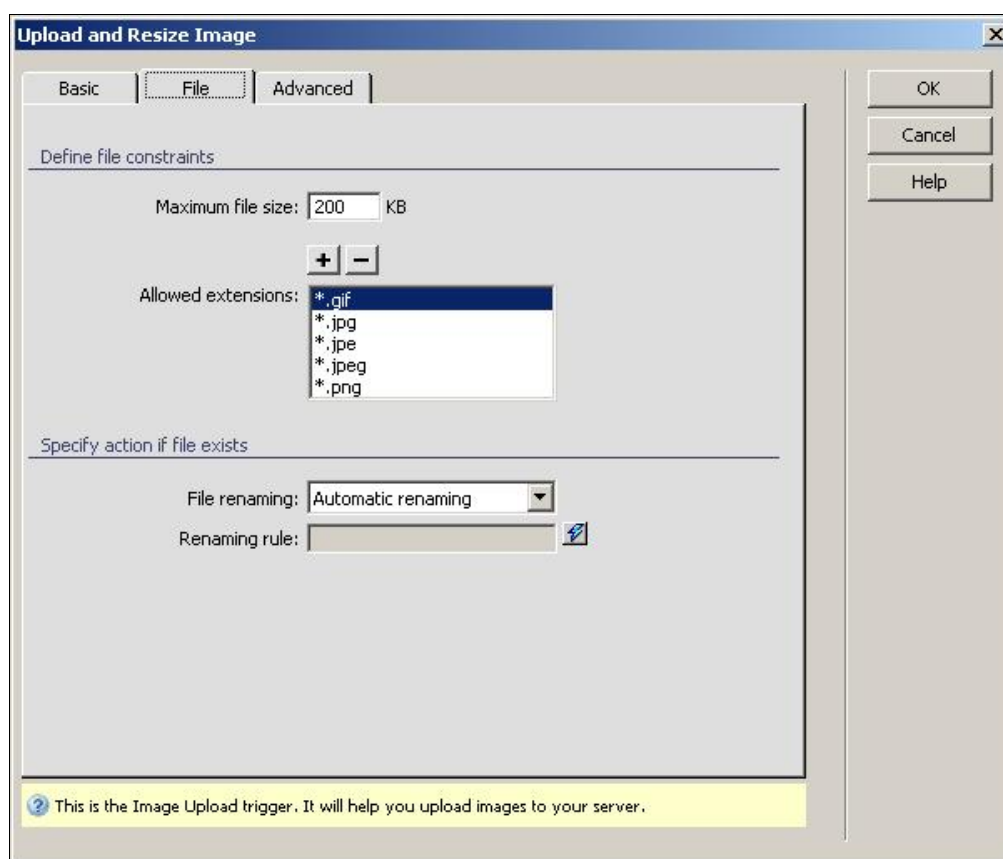 Upload and Resize Image
Basic
File
Advanced
OK
Cancel
Help
Define file constraints
Maximum file size: 200 KB
+ −
Allowed extensions:
*.gif
*.jpg
*.jpe
*.jpeg
*.png
Specify action if file exists
File renaming: Automatic renaming
Renaming rule:
This is the Image Upload trigger. It will help you upload images to your server.